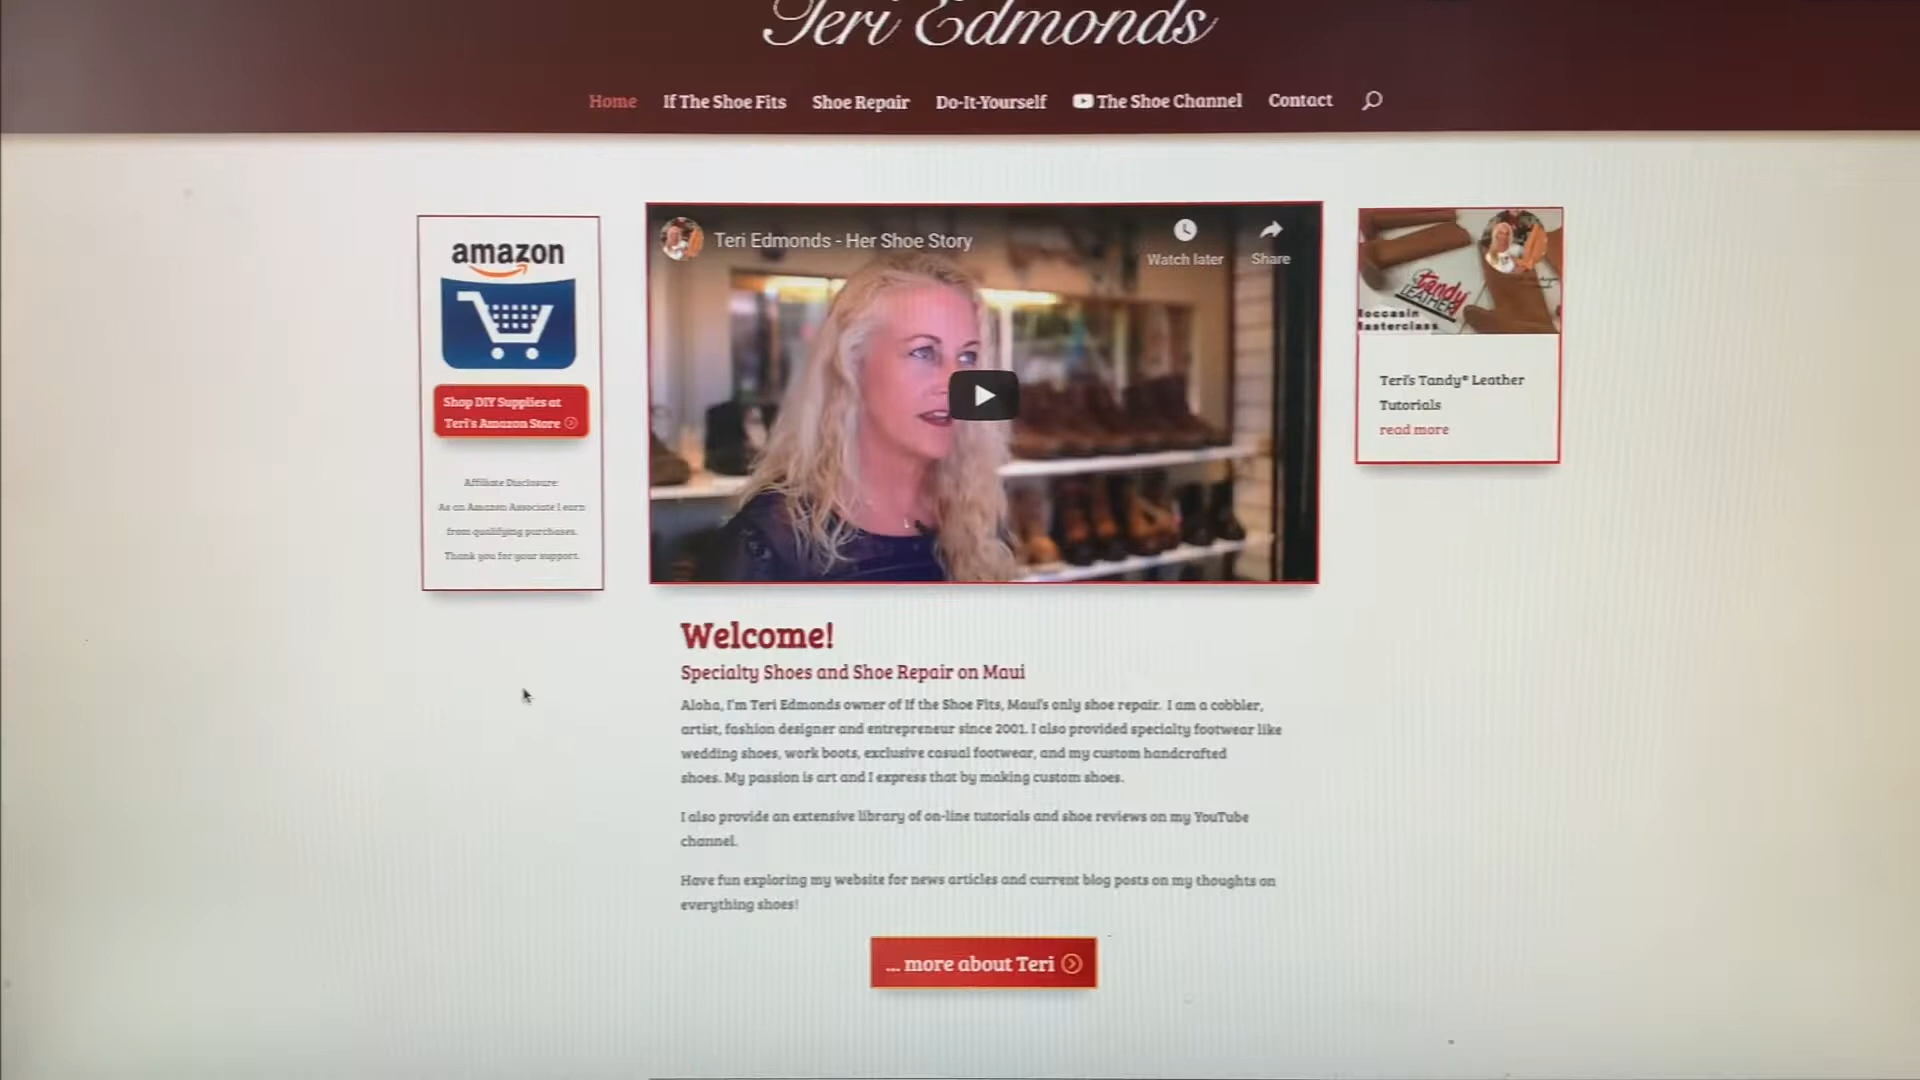 Teri Edmonds
Home If The Shoe Fits Shoe Repair Do-It-Yourself The Shoe Channel Contact
amazon
Shop DIY Supplies at
Teri's Amazon Store
Affiliate Disclosure:
As an Amazon Associate I earn
from qualifying purchases.
Thank you for your support.
Teri Edmonds - Her Shoe Story
Watch later
Share
Tandy
LEATHER
Moccasin
Masterclass
Teri's Tandy® Leather
Tutorials
read more
Welcome!
Specialty Shoes and Shoe Repair on Maui
Aloha, I'm Teri Edmonds owner of If the Shoe Fits, Maui's only shoe repair. I am a cobbler,
artist, fashion designer and entrepreneur since 2001. I also provided specialty footwear like
wedding shoes, work boots, exclusive casual footwear, and my custom handcrafted
shoes. My passion is art and I express that by making custom shoes.
I also provide an extensive library of on-line tutorials and shoe reviews on my YouTube
channel.
Have fun exploring my website for news articles and current blog posts on my thoughts on
everything shoes!
... more about Teri